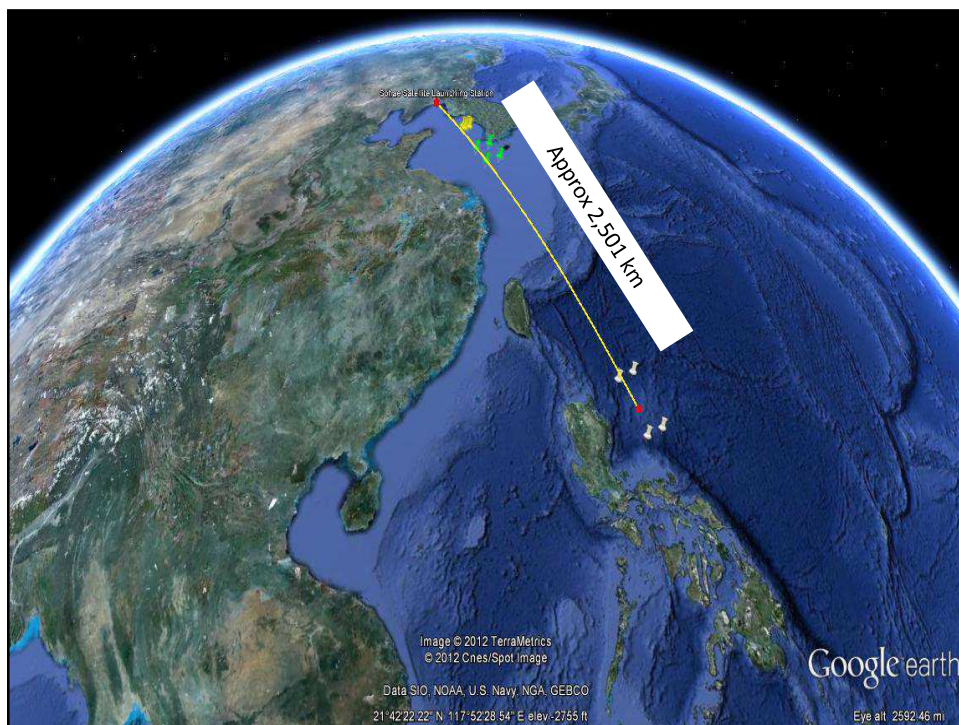 Sohae Satellite Launching Station
Approx 2,501 km
Image © 2012 TerraMetrics
© 2012 Cnes/Spot Image
Data SIO, NOAA, U.S. Navy, NGA, GEBCO
Google earth
21°42'22.22" N 117°52'28.54" E elev -2755 ft
Eye alt 2592.46 mi